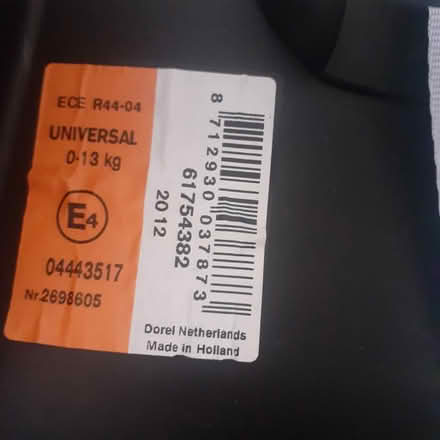 ECE R44-04
UNIVERSAL
0-13 kg
E4
04443517
Nr.2698605
8 712930 037873
61754382
2012
Dorel Netherlands
Made in Holland